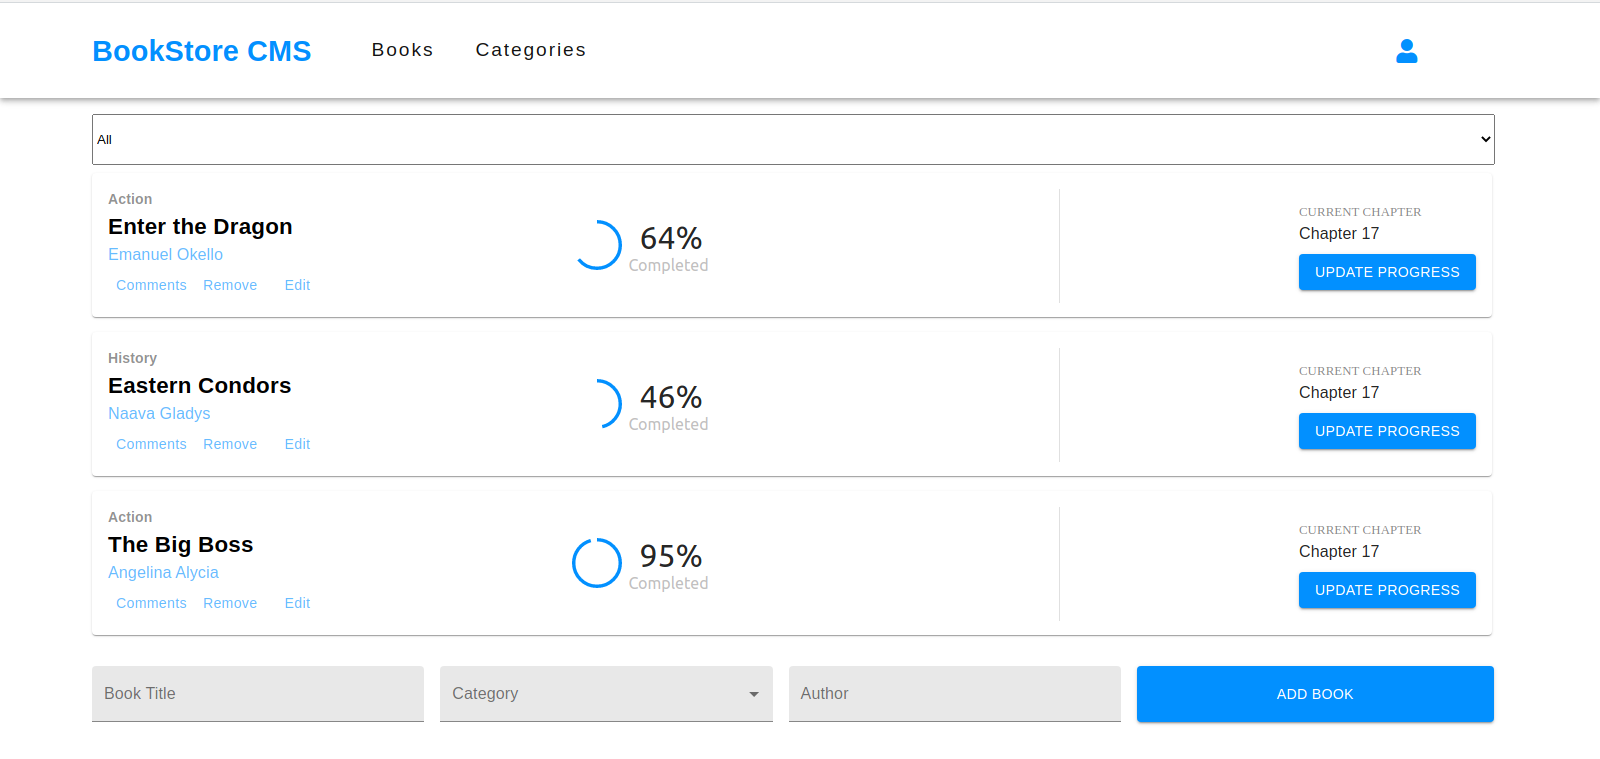 BookStore CMS Books Categories
All
Action
Enter the Dragon
Emanuel Okello
Comments Remove Edit
64%
Completed
CURRENT CHAPTER
Chapter 17
UPDATE PROGRESS
History
Eastern Condors
Naava Gladys
Comments Remove Edit
46%
Completed
CURRENT CHAPTER
Chapter 17
UPDATE PROGRESS
Action
The Big Boss
Angelina Alycia
Comments Remove Edit
95%
Completed
CURRENT CHAPTER
Chapter 17
UPDATE PROGRESS
Book Title Category Author ADD BOOK